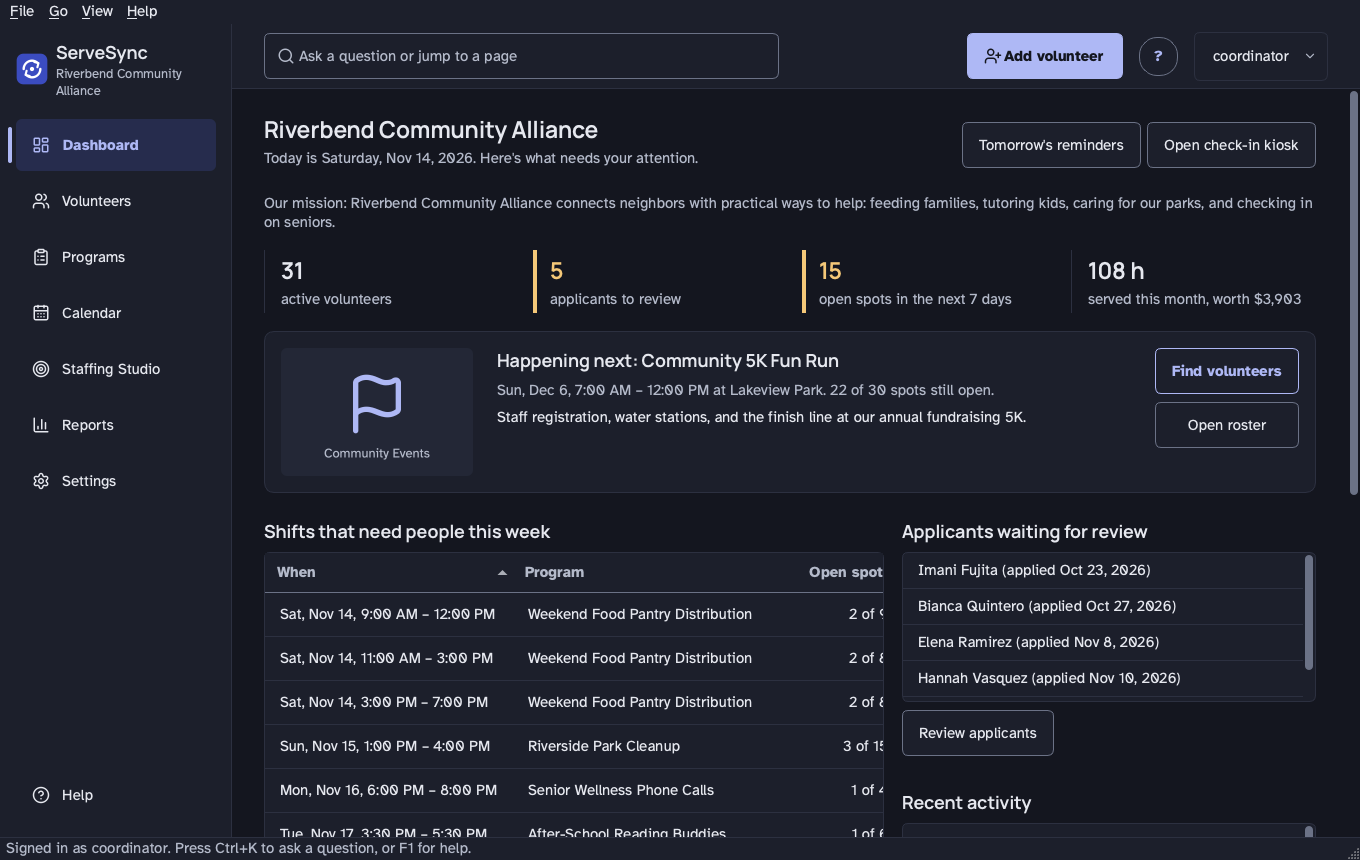 File Go View Help
ServeSync
Riverbend Community
Alliance
Ask a question or jump to a page
Add volunteer
?
coordinator
Dashboard
Volunteers
Programs
Calendar
Staffing Studio
Reports
Settings
Help
Riverbend Community Alliance
Today is Saturday, Nov 14, 2026. Here's what needs your attention.
Tomorrow's reminders
Open check-in kiosk
Our mission: Riverbend Community Alliance connects neighbors with practical ways to help: feeding families, tutoring kids, caring for our parks, and checking in
on seniors.
31
active volunteers
5
applicants to review
15
open spots in the next 7 days
108 h
served this month, worth $3,903
Community Events
Happening next: Community 5K Fun Run
Sun, Dec 6, 7:00 AM – 12:00 PM at Lakeview Park. 22 of 30 spots still open.
Staff registration, water stations, and the finish line at our annual fundraising 5K.
Find volunteers
Open roster
Shifts that need people this week
When Program Open spot
Sat, Nov 14, 9:00 AM – 12:00 PM Weekend Food Pantry Distribution 2 of 9
Sat, Nov 14, 11:00 AM – 3:00 PM Weekend Food Pantry Distribution 2 of 8
Sat, Nov 14, 3:00 PM – 7:00 PM Weekend Food Pantry Distribution 2 of 8
Sun, Nov 15, 1:00 PM – 4:00 PM Riverside Park Cleanup 3 of 15
Mon, Nov 16, 6:00 PM – 8:00 PM Senior Wellness Phone Calls 1 of 4
Tue, Nov 17, 3:30 PM – 5:30 PM After-School Reading Buddies 1 of 6
Applicants waiting for review
Imani Fujita (applied Oct 23, 2026)
Bianca Quintero (applied Oct 27, 2026)
Elena Ramirez (applied Nov 8, 2026)
Hannah Vasquez (applied Nov 10, 2026)
Review applicants
Recent activity
Signed in as coordinator. Press Ctrl+K to ask a question, or F1 for help.